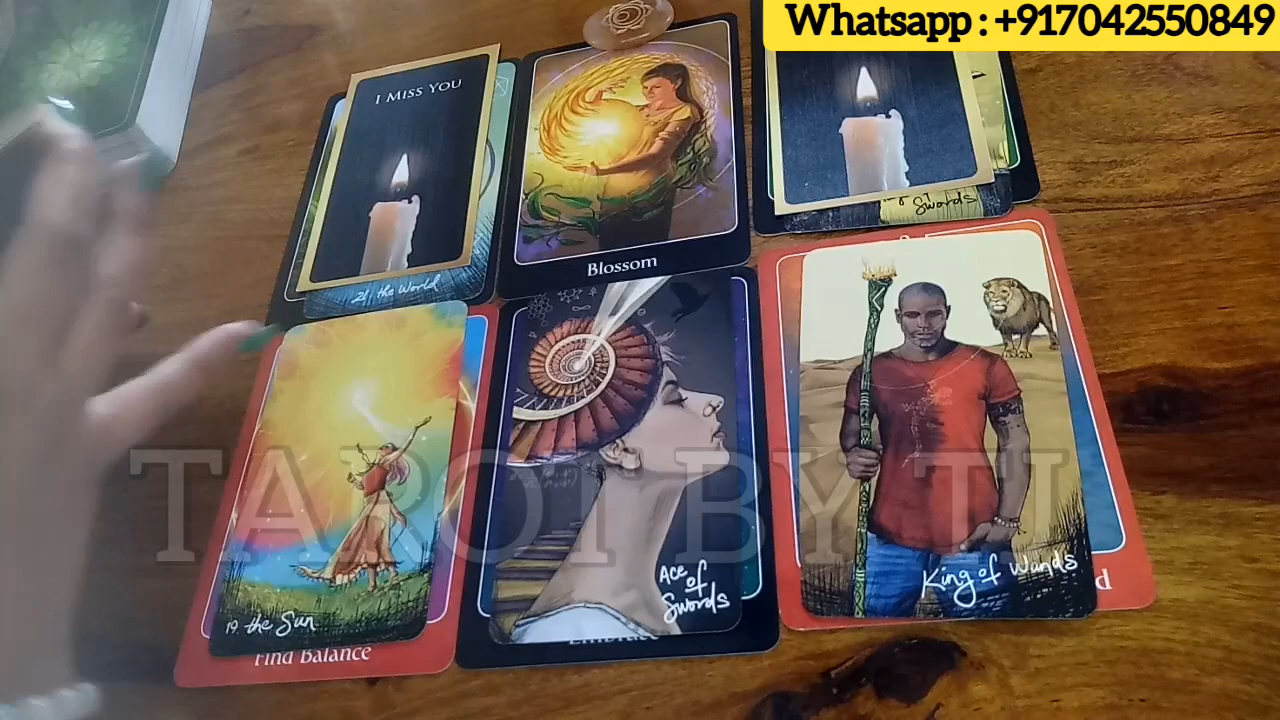 Whatsapp : +917042550849
I MISS YOU
21. the World
Blossom
Swords
19. the Sun
Find Balance
Ace
of
Swords
King of Wands
TAROT BY TJ